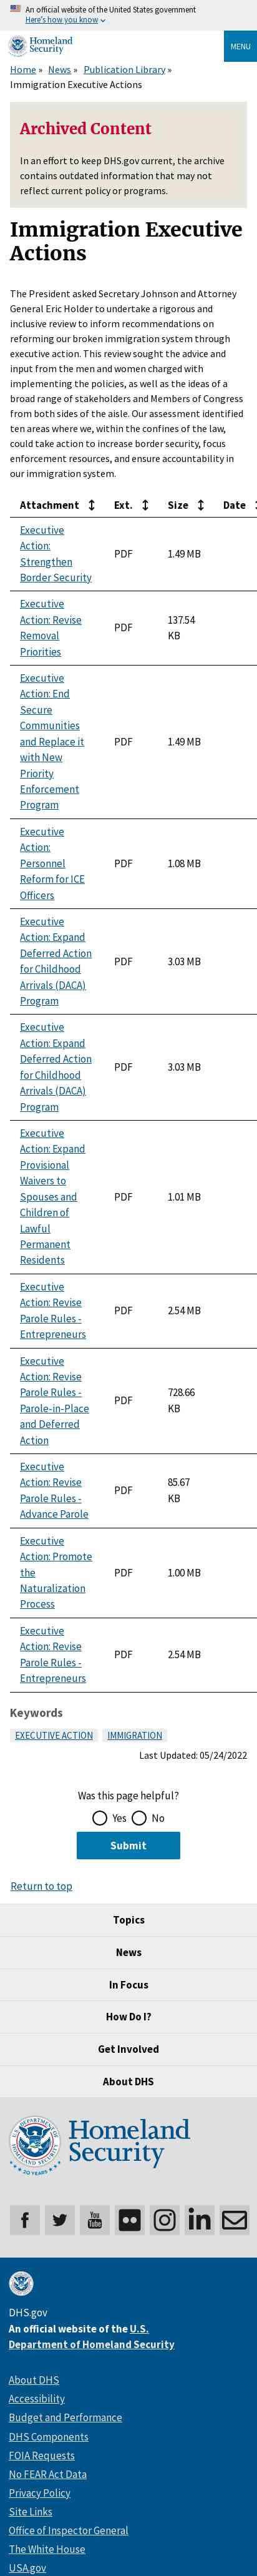 An official website of the United States government
Here's how you know
Homeland
Security
MENU
Home » News » Publication Library »
Immigration Executive Actions
Archived Content
In an effort to keep DHS.gov current, the archive
contains outdated information that may not
reflect current policy or programs.
Immigration Executive
Actions
The President asked Secretary Johnson and Attorney
General Eric Holder to undertake a rigorous and
inclusive review to inform recommendations on
reforming our broken immigration system through
executive action. This review sought the advice and
input from the men and women charged with
implementing the policies, as well as the ideas of a
broad range of stakeholders and Members of Congress
from both sides of the aisle. Our assessment identified
ten areas where we, within the confines of the law,
could take action to increase border security, focus
enforcement resources, and ensure accountability in
our immigration system.
Attachment Ext. Size Date
Executive
Action:
Strengthen
Border Security
PDF
1.49 MB
Executive
Action: Revise
Removal
Priorities
PDF
137.54
KB
Executive
Action: End
Secure
Communities
and Replace it
with New
Priority
Enforcement
Program
PDF
1.49 MB
Executive
Action:
Personnel
Reform for ICE
Officers
PDF
1.08 MB
Executive
Action: Expand
Deferred Action
for Childhood
Arrivals (DACA)
Program
PDF
3.03 MB
Executive
Action: Expand
Deferred Action
for Childhood
Arrivals (DACA)
Program
PDF
3.03 MB
Executive
Action: Expand
Provisional
Waivers to
Spouses and
Children of
Lawful
Permanent
Residents
PDF
1.01 MB
Executive
Action: Revise
Parole Rules -
Entrepreneurs
PDF
2.54 MB
Executive
Action: Revise
Parole Rules -
Parole-in-Place
and Deferred
Action
PDF
728.66
KB
Executive
Action: Revise
Parole Rules -
Advance Parole
PDF
85.67
KB
Executive
Action: Promote
the
Naturalization
Process
PDF
1.00 MB
Executive
Action: Revise
Parole Rules -
Entrepreneurs
PDF
2.54 MB
Keywords
EXECUTIVE ACTION IMMIGRATION
Last Updated: 05/24/2022
Was this page helpful?
Yes No
Submit
Return to top
Topics
News
In Focus
How Do I?
Get Involved
About DHS
Homeland
Security
20 YEARS
You
Tube
DHS.gov
An official website of the U.S.
Department of Homeland Security
About DHS
Accessibility
Budget and Performance
DHS Components
FOIA Requests
No FEAR Act Data
Privacy Policy
Site Links
Office of Inspector General
The White House
USA.gov